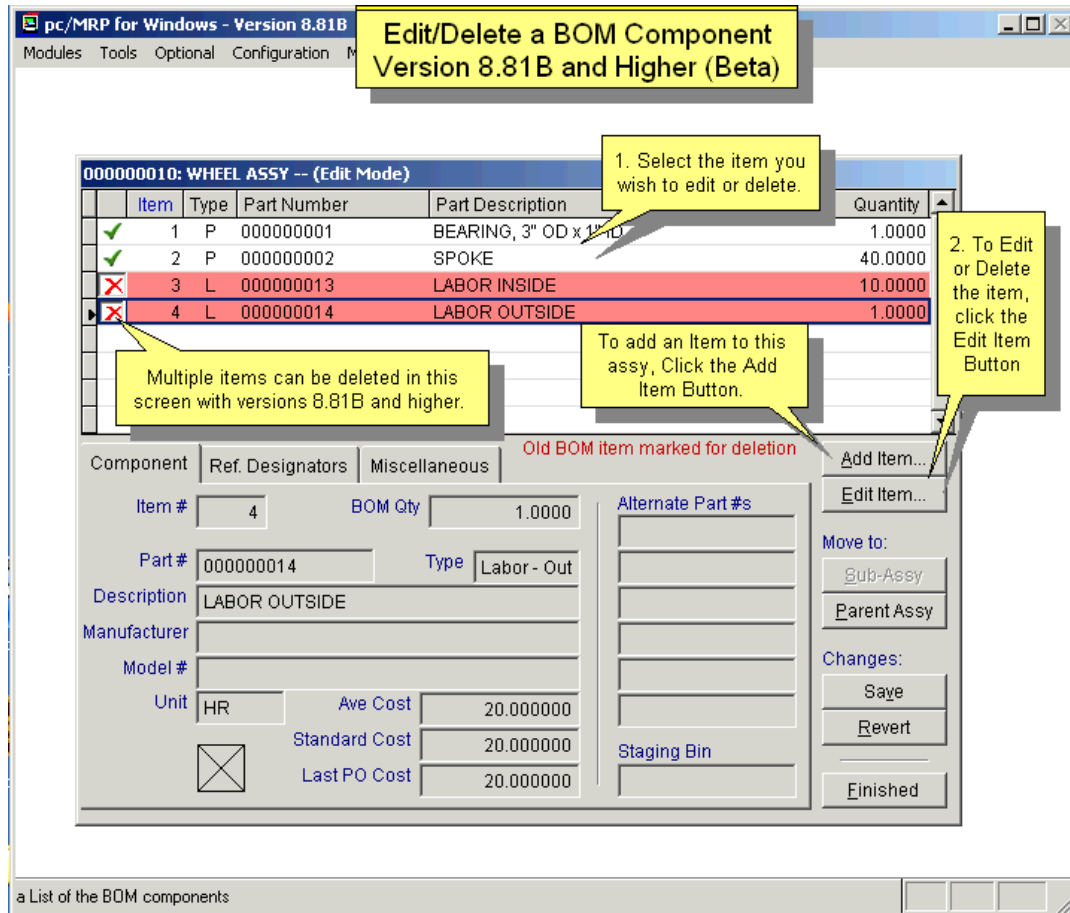 pc/MRP for Windows - Version 8.81B
Edit/Delete a BOM Component
Version 8.81B and Higher (Beta)
Modules Tools Optional Configuration
1. Select the item you
wish to edit or delete.
000000010: WHEEL ASSY -- (Edit Mode)
Item Type Part Number Part Description Quantity
1 P 000000001 BEARING, 3" OD x 1" ID 1.0000
2 P 000000002 SPOKE 40.0000
3 L 000000013 LABOR INSIDE 10.0000
4 L 000000014 LABOR OUTSIDE 1.0000
2. To Edit
or Delete
the item,
click the
Edit Item
Button
To add an Item to this
assy, Click the Add
Item Button.
Multiple items can be deleted in this
screen with versions 8.81B and higher.
Old BOM item marked for deletion
Component Ref. Designators Miscellaneous
Add Item...
Edit Item...
Item # 4 BOM Qty 1.0000
Part # 000000014 Type Labor - Out
Description LABOR OUTSIDE
Manufacturer
Model #
Unit HR Ave Cost 20.000000
Standard Cost 20.000000
Last PO Cost 20.000000
Alternate Part #s
Staging Bin
Move to:
Sub-Assy
Parent Assy
Changes:
Save
Revert
Finished
a List of the BOM components